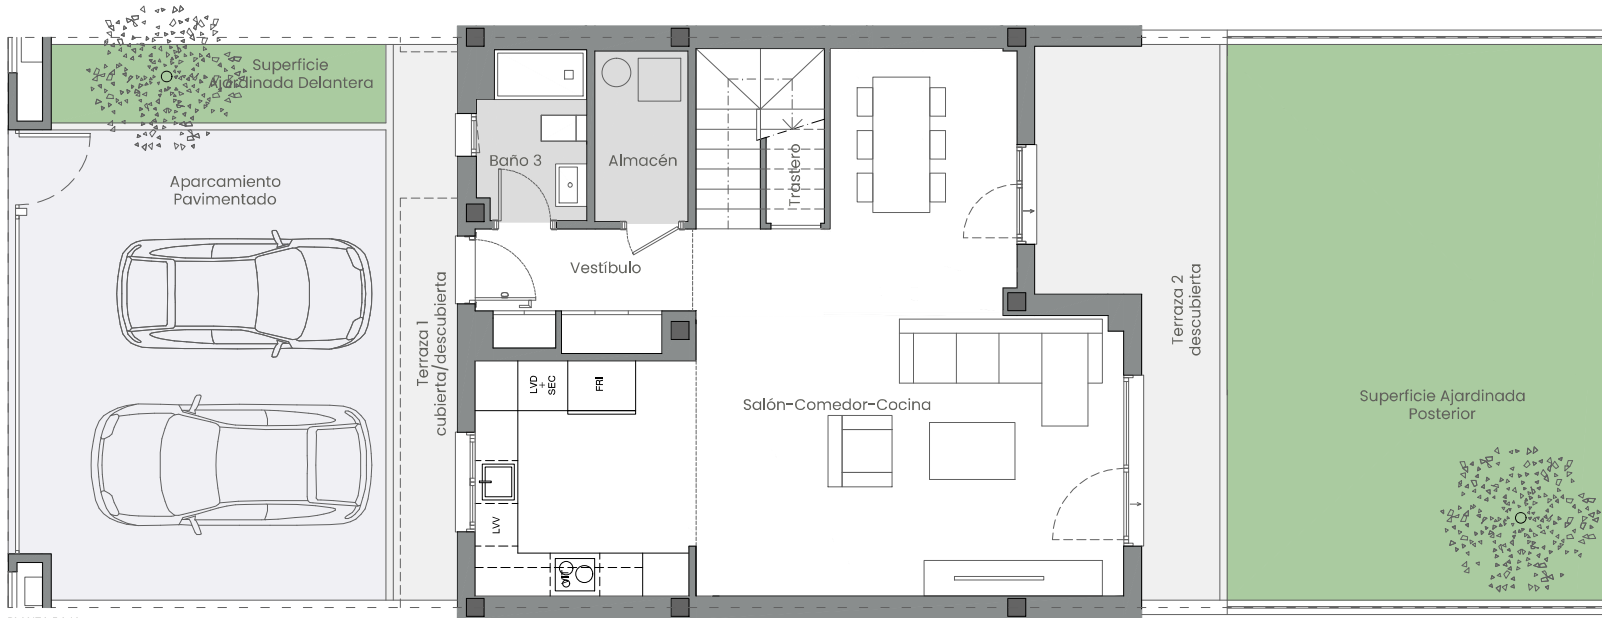 Superficie
Ajardinada Delantera
Aparcamiento
Pavimentado
Terraza 1
cubierta/descubierta
Baño 3
Almacén
Trastero
Vestíbulo
LVD
+
SEC
FRI
LVV
Salón-Comedor-Cocina
Terraza 2
descubierta
Superficie Ajardinada
Posterior